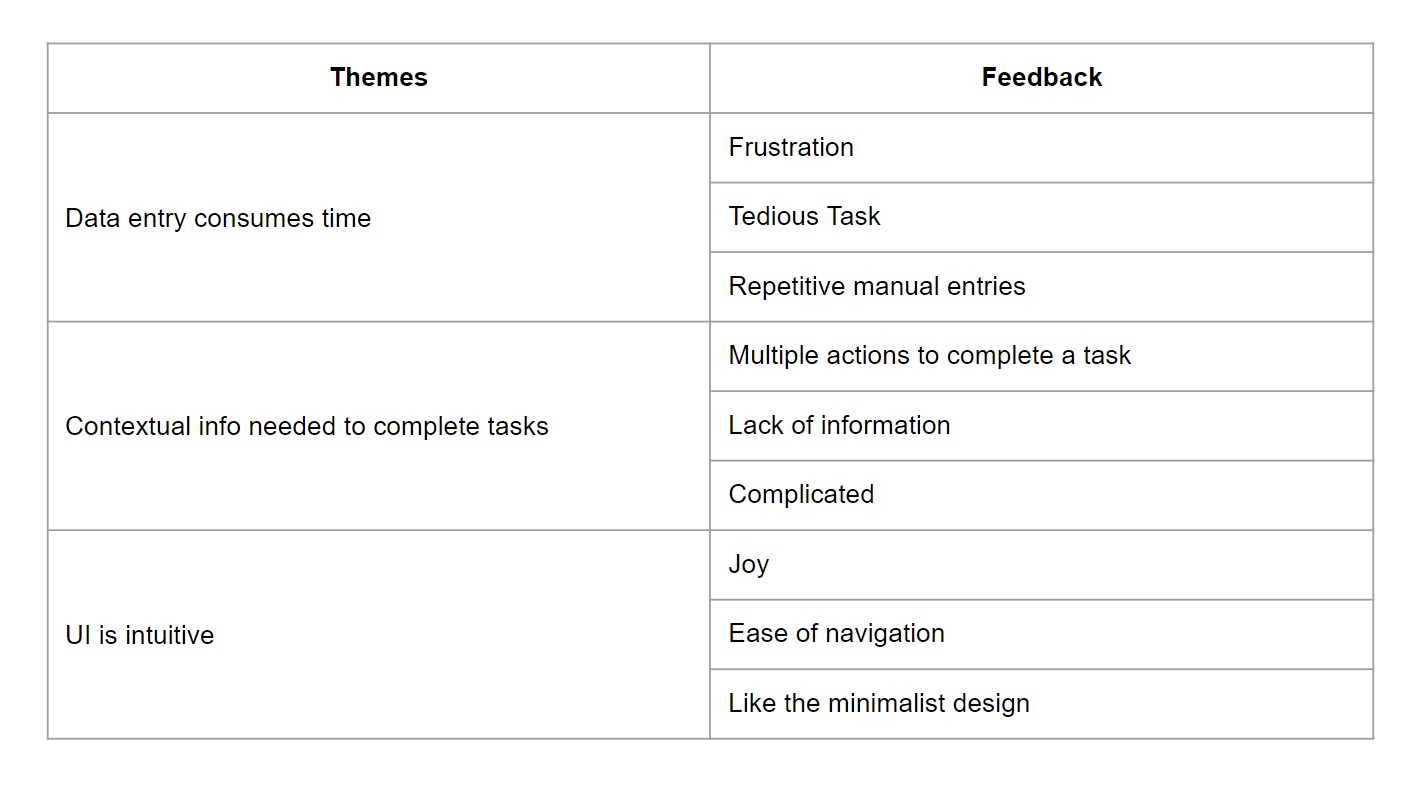 Themes
Feedback
Data entry consumes time
Frustration
Tedious Task
Repetitive manual entries
Contextual info needed to complete tasks
Multiple actions to complete a task
Lack of information
Complicated
UI is intuitive
Joy
Ease of navigation
Like the minimalist design